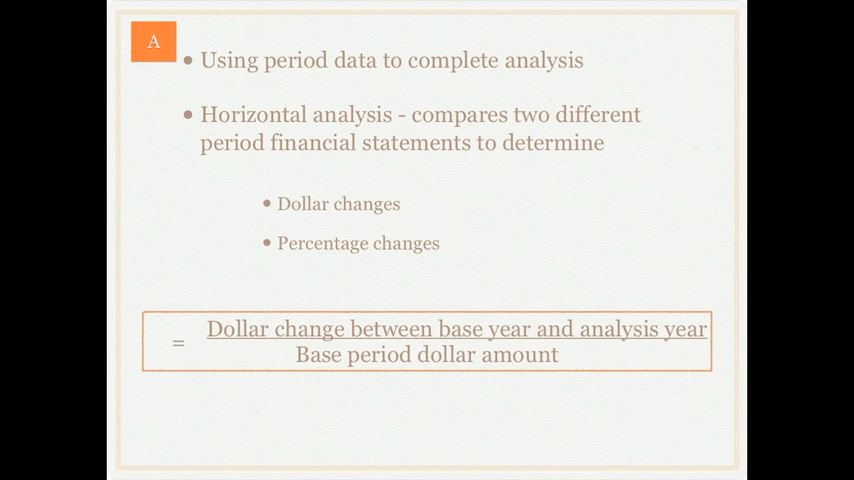 A
• Using period data to complete analysis
• Horizontal analysis - compares two different
period financial statements to determine
• Dollar changes
• Percentage changes
= Dollar change between base year and analysis year
Base period dollar amount